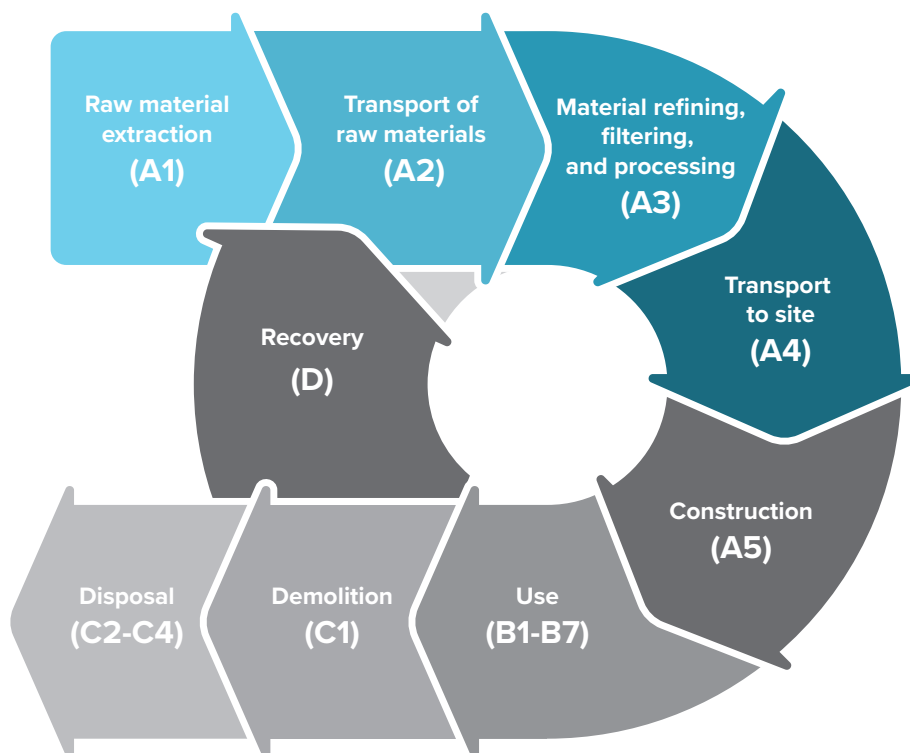 Raw material
extraction
(A1)
Transport of
raw materials
(A2)
Material refining,
filtering,
and processing
(A3)
Transport
to site
(A4)
Construction
(A5)
Use
(B1-B7)
Demolition
(C1)
Disposal
(C2-C4)
Recovery
(D)